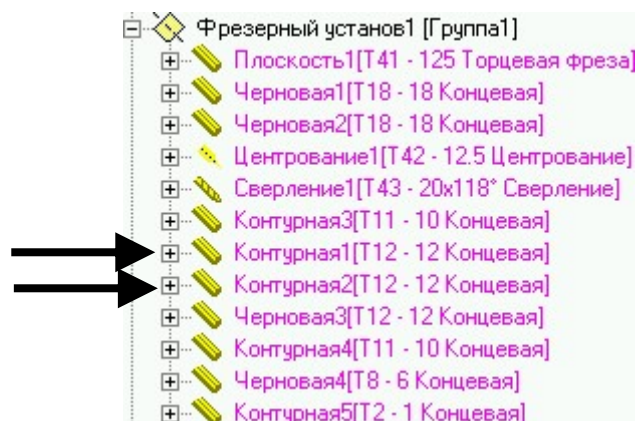 Фрезерный установ1 [Группа1]
Плоскость1[T41 - 125 Торцевая фреза]
Черновая1[T18 - 18 Концевая]
Черновая2[T18 - 18 Концевая]
Центрование1[T42 - 12.5 Центрование]
Сверление1[T43 - 20x118° Сверление]
Контурная3[T11 - 10 Концевая]
Контурная1[T12 - 12 Концевая]
Контурная2[T12 - 12 Концевая]
Черновая3[T12 - 12 Концевая]
Контурная4[T11 - 10 Концевая]
Черновая4[T8 - 6 Концевая]
Контурная5[T2 - 1 Концевая]